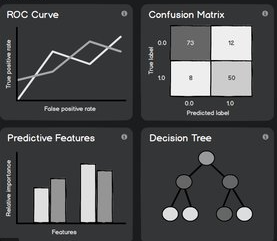 ROC Curve
True positive rate
False positive rate
Confusion Matrix
True label
0.0
73
12
1.0
8
50
0.0
1.0
Predicted label
Predictive Features
Relative importance
Features
Decision Tree